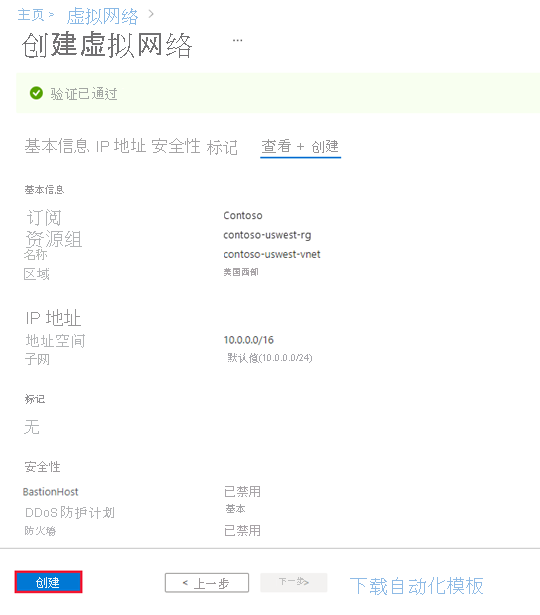 主页 > 虚拟网络 >
创建虚拟网络 ...
验证已通过
基本信息 IP 地址 安全性 标记 查看 + 创建
基本信息
订阅 Contoso
资源组 contoso-uswest-rg
名称 contoso-uswest-vnet
区域 美国西部
IP 地址
地址空间 10.0.0.0/16
子网 默认值(10.0.0.0/24)
标记
无
安全性
BastionHost 已禁用
DDoS 防护计划 基本
防火墙 已禁用
创建 < 上一步 下一步> 下载自动化模板